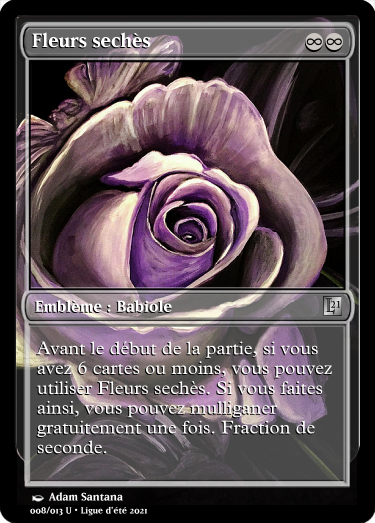 Fleurs sechès ∞∞
Emblème : Babiole
L21
Avant le début de la partie, si vous
avez 6 cartes ou moins, vous pouvez
utiliser Fleurs sechès. Si vous faites
ainsi, vous pouvez mulliganer
gratuitement une fois. Fraction de
seconde.
Adam Santana
008/013 U • Ligue d'été 2021